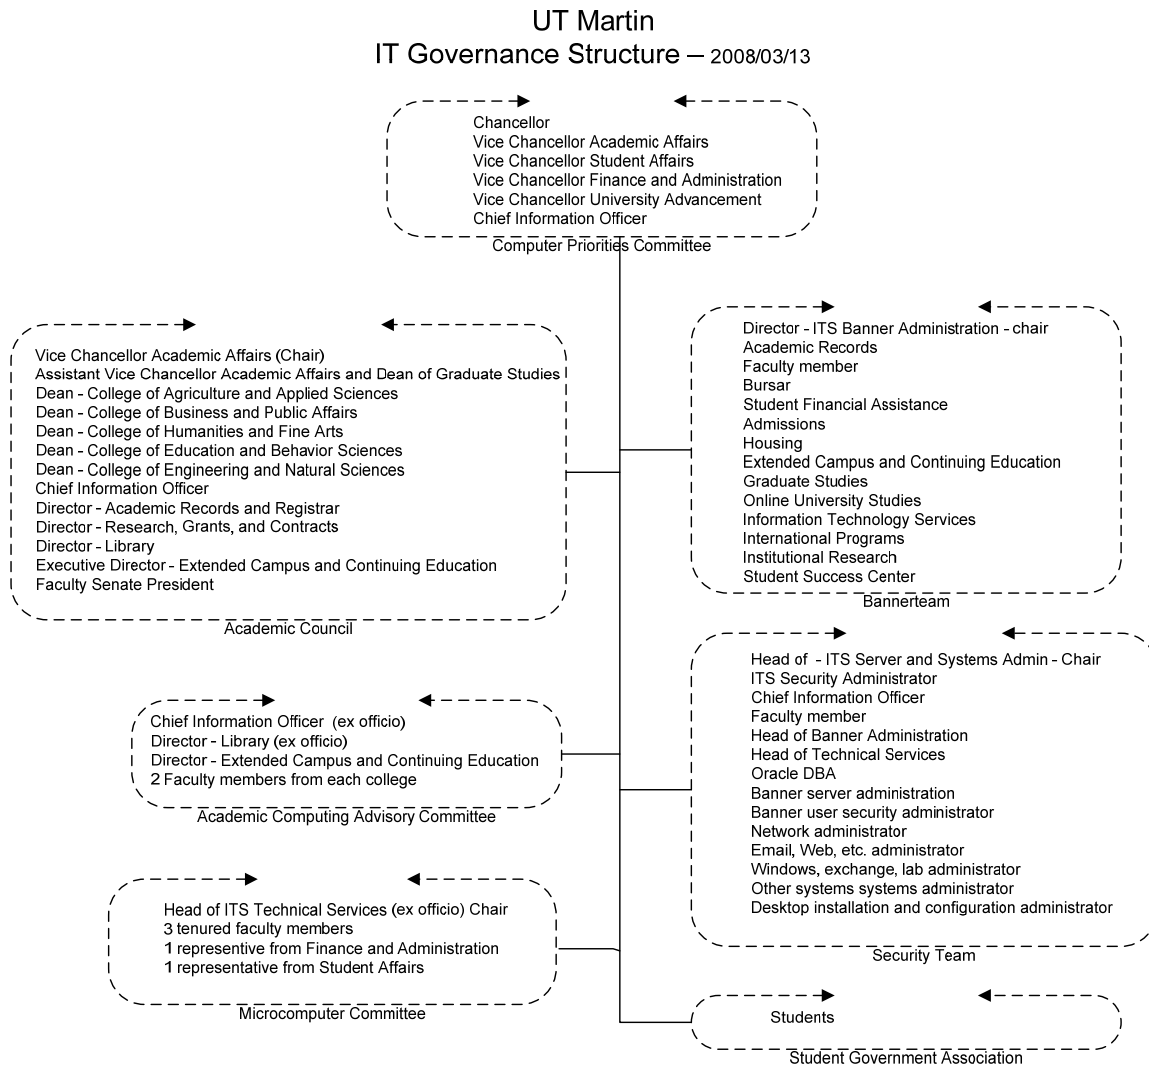 UT Martin
IT Governance Structure – 2008/03/13
Chancellor
Vice Chancellor Academic Affairs
Vice Chancellor Student Affairs
Vice Chancellor Finance and Administration
Vice Chancellor University Advancement
Chief Information Officer
Computer Priorities Committee
Vice Chancellor Academic Affairs (Chair)
Assistant Vice Chancellor Academic Affairs and Dean of Graduate Studies
Dean - College of Agriculture and Applied Sciences
Dean - College of Business and Public Affairs
Dean - College of Humanities and Fine Arts
Dean - College of Education and Behavior Sciences
Dean - College of Engineering and Natural Sciences
Chief Information Officer
Director - Academic Records and Registrar
Director - Research, Grants, and Contracts
Director - Library
Executive Director - Extended Campus and Continuing Education
Faculty Senate President
Academic Council
Director - ITS Banner Administration - chair
Academic Records
Faculty member
Bursar
Student Financial Assistance
Admissions
Housing
Extended Campus and Continuing Education
Graduate Studies
Online University Studies
Information Technology Services
International Programs
Institutional Research
Student Success Center
Bannerteam
Chief Information Officer (ex officio)
Director - Library (ex officio)
Director - Extended Campus and Continuing Education
2 Faculty members from each college
Academic Computing Advisory Committee
Head of - ITS Server and Systems Admin - Chair
ITS Security Administrator
Chief Information Officer
Faculty member
Head of Banner Administration
Head of Technical Services
Oracle DBA
Banner server administration
Banner user security administrator
Network administrator
Email, Web, etc. administrator
Windows, exchange, lab administrator
Other systems systems administrator
Desktop installation and configuration administrator
Security Team
Head of ITS Technical Services (ex officio) Chair
3 tenured faculty members
1 representive from Finance and Administration
1 representative from Student Affairs
Microcomputer Committee
Students
Student Government Association